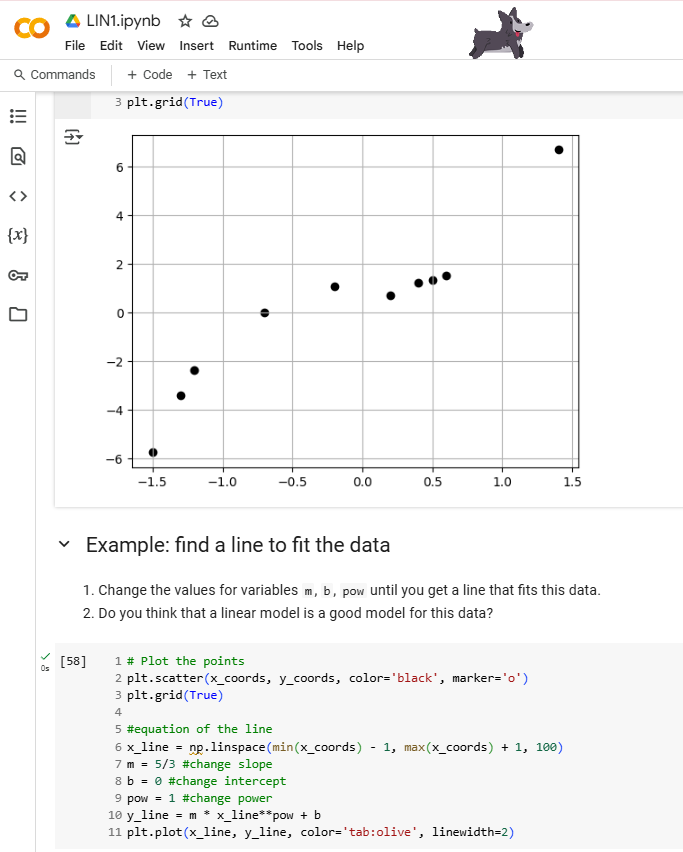 LIN1.ipynb
File Edit View Insert Runtime Tools Help
Commands + Code + Text
3 plt.grid(True)
6
4
2
0
−2
−4
−6
−1.5 −1.0 −0.5 0.0 0.5 1.0 1.5
Example: find a line to fit the data
1. Change the values for variables m, b, pow until you get a line that fits this data.
2. Do you think that a linear model is a good model for this data?
[58] 1 # Plot the points
0s
2 plt.scatter(x_coords, y_coords, color='black', marker='o')
3 plt.grid(True)
4
5 #equation of the line
6 x_line = np.linspace(min(x_coords) - 1, max(x_coords) + 1, 100)
7 m = 5/3 #change slope
8 b = 0 #change intercept
9 pow = 1 #change power
10 y_line = m * x_line**pow + b
11 plt.plot(x_line, y_line, color='tab:olive', linewidth=2)